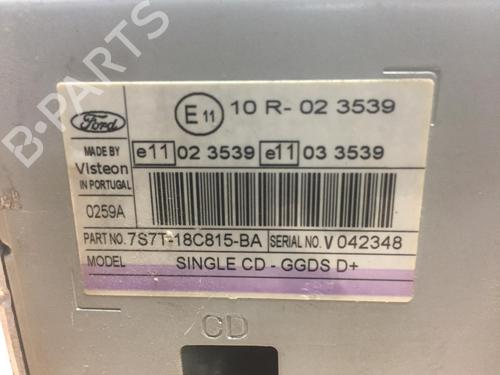 B-PARTS
Ford
E 11 10 R- 02 3539
MADE BY
Visteon
IN PORTUGAL
e11 02 3539 e11 03 3539
0259A
PART NO. 7S7T-18C815-BA SERIAL NO. V 042348
MODEL SINGLE CD - GGDS D+
CD